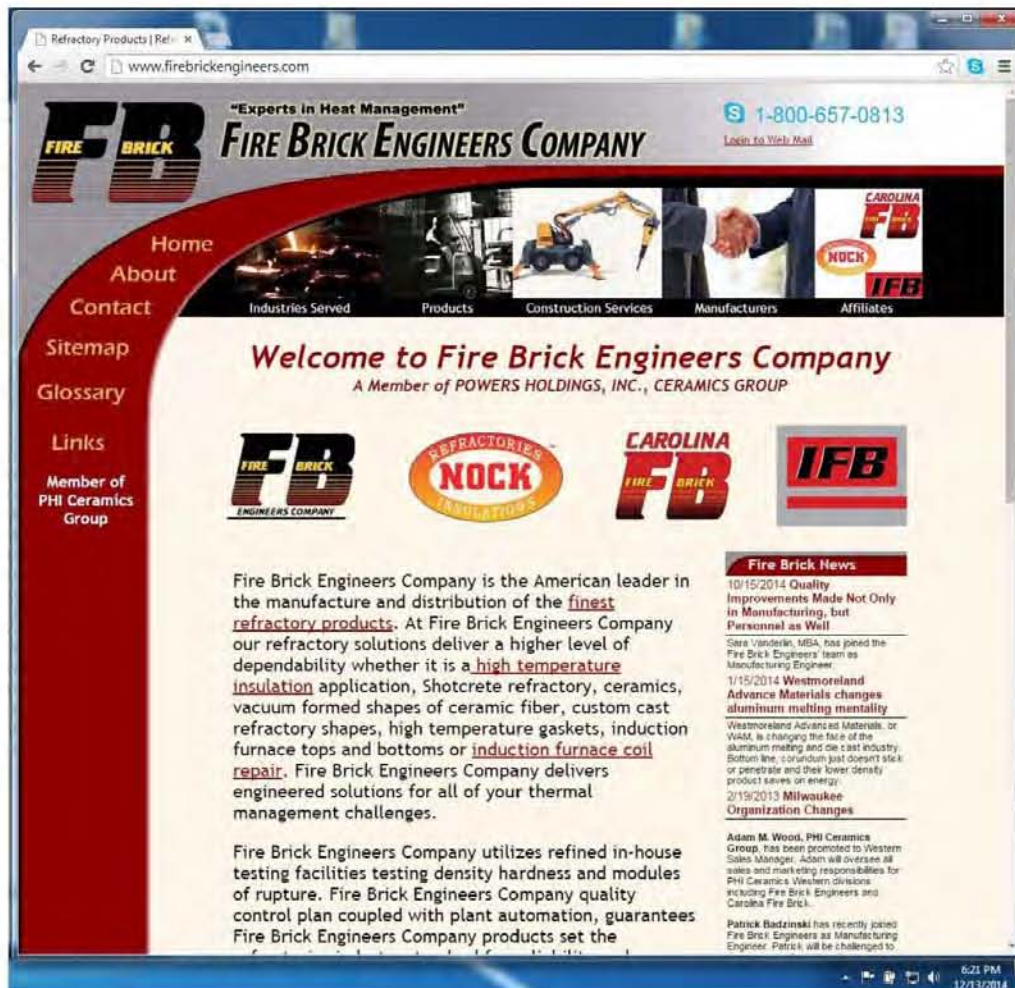 Refractory Products | Ref
www.firebrickengineers.com
FB
FIRE BRICK
"Experts in Heat Management"
FIRE BRICK ENGINEERS COMPANY
1-800-657-0813
Login to Web Mail
Home
About
Contact
Sitemap
Glossary
Links
Member of
PHI Ceramics
Group
CAROLINA
FB
NOCK
IFB
Industries Served Products Construction Services Manufacturers Affiliates
Welcome to Fire Brick Engineers Company
A Member of POWERS HOLDINGS, INC., CERAMICS GROUP
FB
FIRE BRICK
ENGINEERS COMPANY
REFRACTORIES
NOCK
INSULATIONS
CAROLINA
FB
FIRE BRICK
IFB
Fire Brick Engineers Company is the American leader in
the manufacture and distribution of the finest
refractory products. At Fire Brick Engineers Company
our refractory solutions deliver a higher level of
dependability whether it is a high temperature
insulation application, Shotcrete refractory, ceramics,
vacuum formed shapes of ceramic fiber, custom cast
refractory shapes, high temperature gaskets, induction
furnace tops and bottoms or induction furnace coil
repair. Fire Brick Engineers Company delivers
engineered solutions for all of your thermal
management challenges.
Fire Brick Engineers Company utilizes refined in-house
testing facilities testing density hardness and modules
of rupture. Fire Brick Engineers Company quality
control plan coupled with plant automation, guarantees
Fire Brick Engineers Company products set the
Fire Brick News
10/15/2014 Quality
Improvements Made Not Only
in Manufacturing, but
Personnel as Well
Sara Vanderlin, MBA, has joined the
Fire Brick Engineers' team as
Manufacturing Engineer.
1/15/2014 Westmoreland
Advance Materials changes
aluminum melting mentality
Westmoreland Advanced Materials, or
WAM, is changing the face of the
aluminum melting and die cast industry.
Bottom line, corundum just doesn't stick
or penetrate and their lower density
product saves on energy.
2/19/2013 Milwaukee
Organization Changes
Adam M. Wood, PHI Ceramics
Group, has been promoted to Western
Sales Manager. Adam will oversee all
sales and marketing responsibilities for
PHI Ceramics Western divisions
including Fire Brick Engineers and
Carolina Fire Brick.
Patrick Badzinski has recently joined
Fire Brick Engineers as Manufacturing
Engineer. Patrick will be challenged to
6:21 PM
12/13/2014